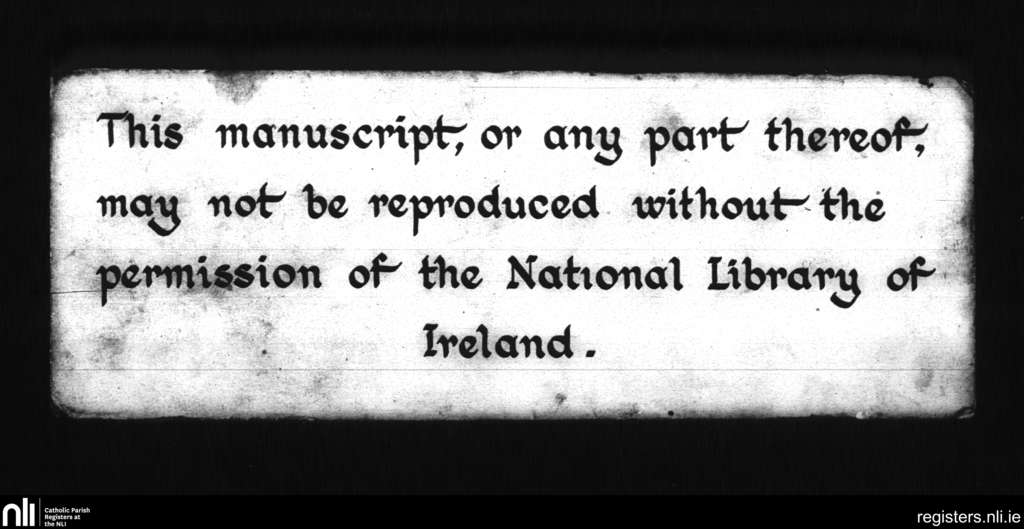 This manuscript, or any part thereof,
may not be reproduced without the
permission of the National Library of
Ireland.
nli
Catholic Parish
Registers at
the NLI
registers.nli.ie